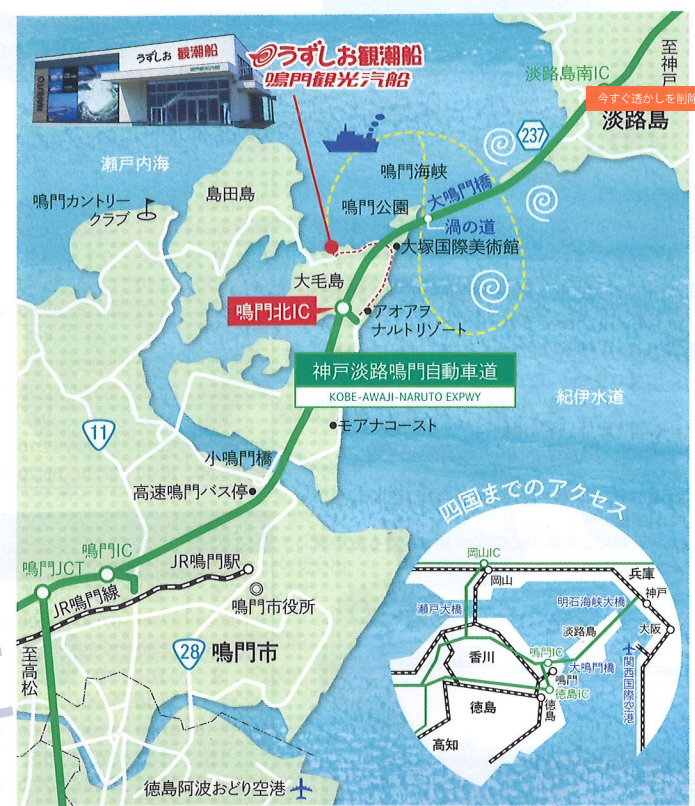 うずしお 観潮船
NARUTO
うずしお観潮船
鳴門観光汽船
至神戸
淡路島南IC
今すぐ透かしを削除
淡路島
237
瀬戸内海
鳴門海峡
島田島
鳴門カントリー
クラブ
大鳴門橋
鳴門公園
渦の道
大塚国際美術館
大毛島
鳴門北IC
アオアヲ
ナルトリゾート
神戸淡路鳴門自動車道
KOBE-AWAJI-NARUTO EXPWY
紀伊水道
モアナコースト
11
小鳴門橋
高速鳴門バス停
四国までのアクセス
鳴門IC
鳴門JCT
JR鳴門駅
JR鳴門線
鳴門市役所
28
鳴門市
至高松
徳島阿波おどり空港
岡山IC
岡山
兵庫
瀬戸大橋
明石海峡大橋
神戸
淡路島
大阪
香川
鳴門IC
大鳴門橋
鳴門
徳島IC
関西国際空港
徳島
徳島
高知